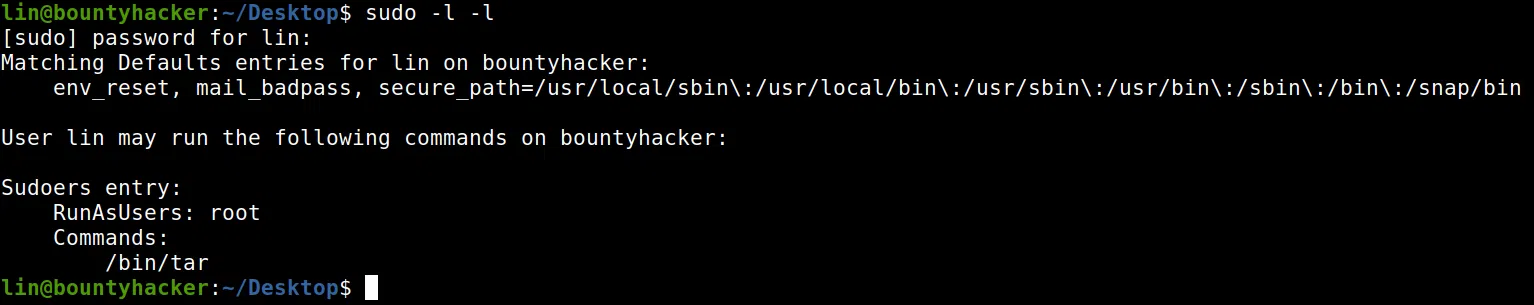 lin@bountyhacker:~/Desktop$ sudo -l -l
[sudo] password for lin:
Matching Defaults entries for lin on bountyhacker:
    env_reset, mail_badpass, secure_path=/usr/local/sbin\:/usr/local/bin\:/usr/sbin\:/usr/bin\:/sbin\:/bin\:/snap/bin

User lin may run the following commands on bountyhacker:

Sudoers entry:
    RunAsUsers: root
    Commands:
        /bin/tar
lin@bountyhacker:~/Desktop$